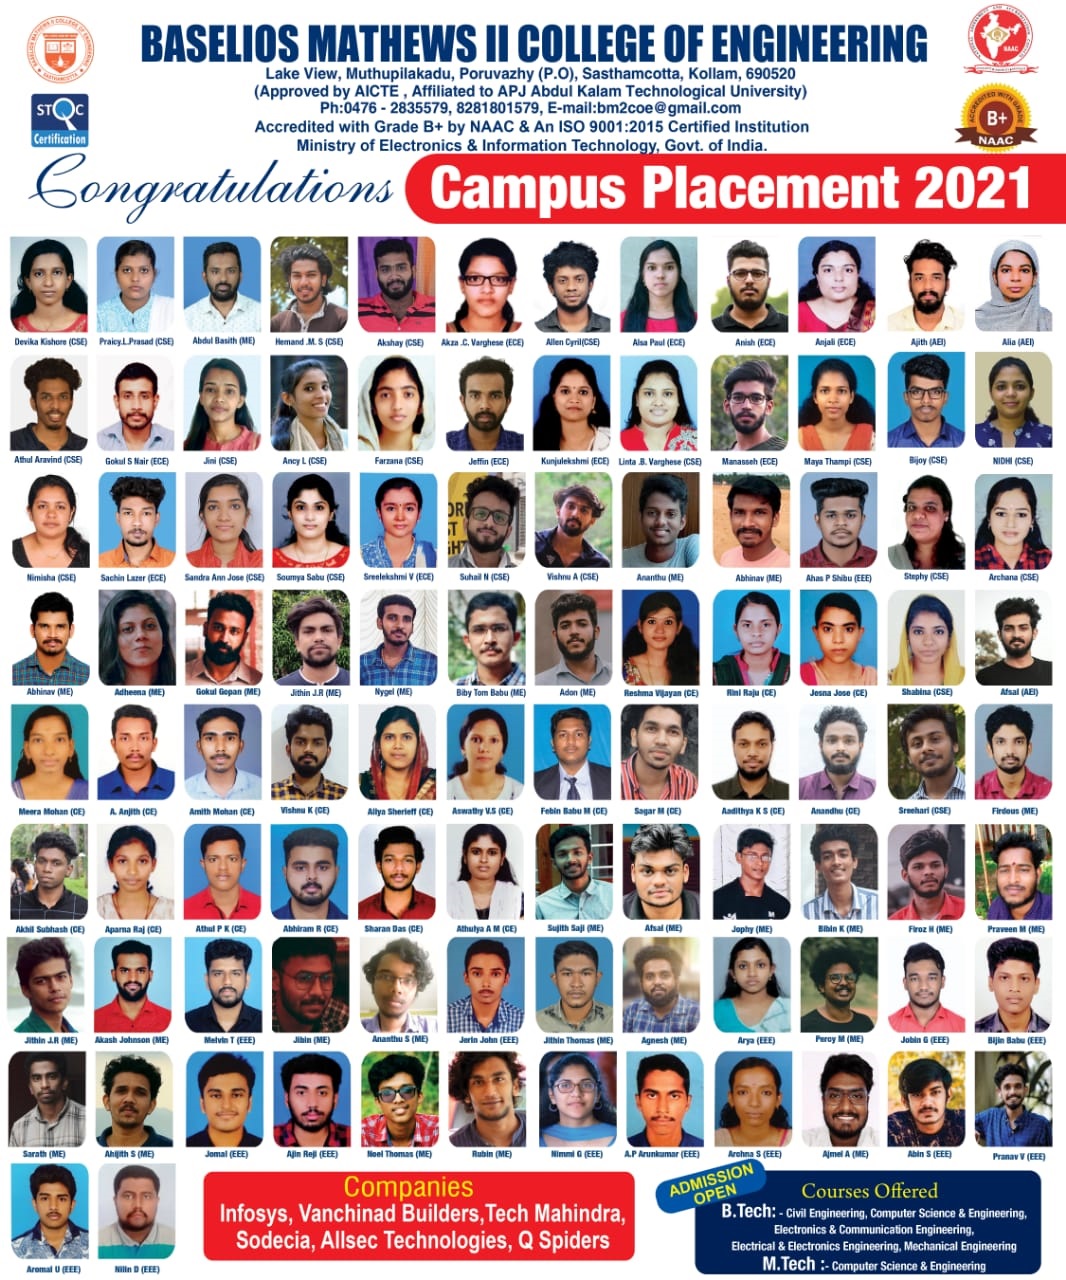 BASELIOS MATHEWS II COLLEGE OF ENGINEERING
Lake View, Muthupilakadu, Poruvazhy (P.O), Sasthamcotta, Kollam, 690520
(Approved by AICTE , Affiliated to APJ Abdul Kalam Technological University)
Ph:0476 - 2835579, 8281801579, E-mail:bm2coe@gmail.com
Accredited with Grade B+ by NAAC & An ISO 9001:2015 Certified Institution
Ministry of Electronics & Information Technology, Govt. of India.
STQC
Certification
NAAC
ACCREDITED WITH GRADE
B+
NAAC
Congratulations Campus Placement 2021
Devika Kishore (CSE) Praicy.L.Prasad (CSE) Abdul Basith (ME) Hemand .M. S (CSE) Akshay (CSE) Akza .C. Varghese (ECE) Allen Cyril(CSE) Alsa Paul (ECE) Anish (ECE) Anjali (ECE) Ajith (AEI) Alia (AEI)
Athul Aravind (CSE) Gokul S Nair (ECE) Jini (CSE) Ancy L (CSE) Farzana (CSE) Jeffin (ECE) Kunjulekshmi (ECE) Linta .B. Varghese (CSE) Manasseh (ECE) Maya Thampi (CSE) Bijoy (CSE) NIDHI (CSE)
Nimisha (CSE) Sachin Lazer (ECE) Sandra Ann Jose (CSE) Soumya Sabu (CSE) Sreelekshmi V (ECE) Suhail N (CSE) Vishnu A (CSE) Ananthu (ME) Abhinav (ME) Ahas P Shibu (EEE) Stephy (CSE) Archana (CSE)
Abhinav (ME) Adheena (ME) Gokul Gopan (ME) Jithin J.R (ME) Nygel (ME) Biby Tom Babu (ME) Adon (ME) Reshma Vijayan (CE) Rini Raju (CE) Jesna Jose (CE) Shabina (CSE) Afsal (AEI)
Meera Mohan (CE) A. Anjith (CE) Amith Mohan (CE) Vishnu K (CE) Aliya Sherieff (CE) Aswathy V.S (CE) Febin Babu M (CE) Sagar M (CE) Aadithya K S (CE) Anandhu (CE) Sreehari (CSE) Firdous (ME)
Akhil Subhash (CE) Aparna Raj (CE) Athul P K (CE) Abhiram R (CE) Sharan Das (CE) Athulya A M (CE) Sujith Saji (ME) Afsal (ME) Jophy (ME) Bibin K (ME) Firoz H (ME) Praveen M (ME)
Jithin J.R (ME) Akash Johnson (ME) Melvin T (EEE) Jibin (ME) Ananthu S (ME) Jerin John (EEE) Jithin Thomas (ME) Agnesh (ME) Arya (EEE) Percy M (ME) Jobin G (EEE) Bijin Babu (EEE)
Sarath (ME) Ahijith S (ME) Jomal (EEE) Ajin Reji (EEE) Noel Thomas (ME) Rubin (ME) Nimmi G (EEE) A.P Arunkumar (EEE) Archna S (EEE) Ajmel A (ME) Abin S (EEE) Pranav V (EEE)
Aromal U (EEE) Nilin D (EEE)
Companies
Infosys, Vanchinad Builders,Tech Mahindra,
Sodecia, Allsec Technologies, Q Spiders
ADMISSION
OPEN
Courses Offered
B.Tech: - Civil Engineering, Computer Science & Engineering,
Electronics & Communication Engineering,
Electrical & Electronics Engineering, Mechanical Engineering
M.Tech :- Computer Science & Engineering